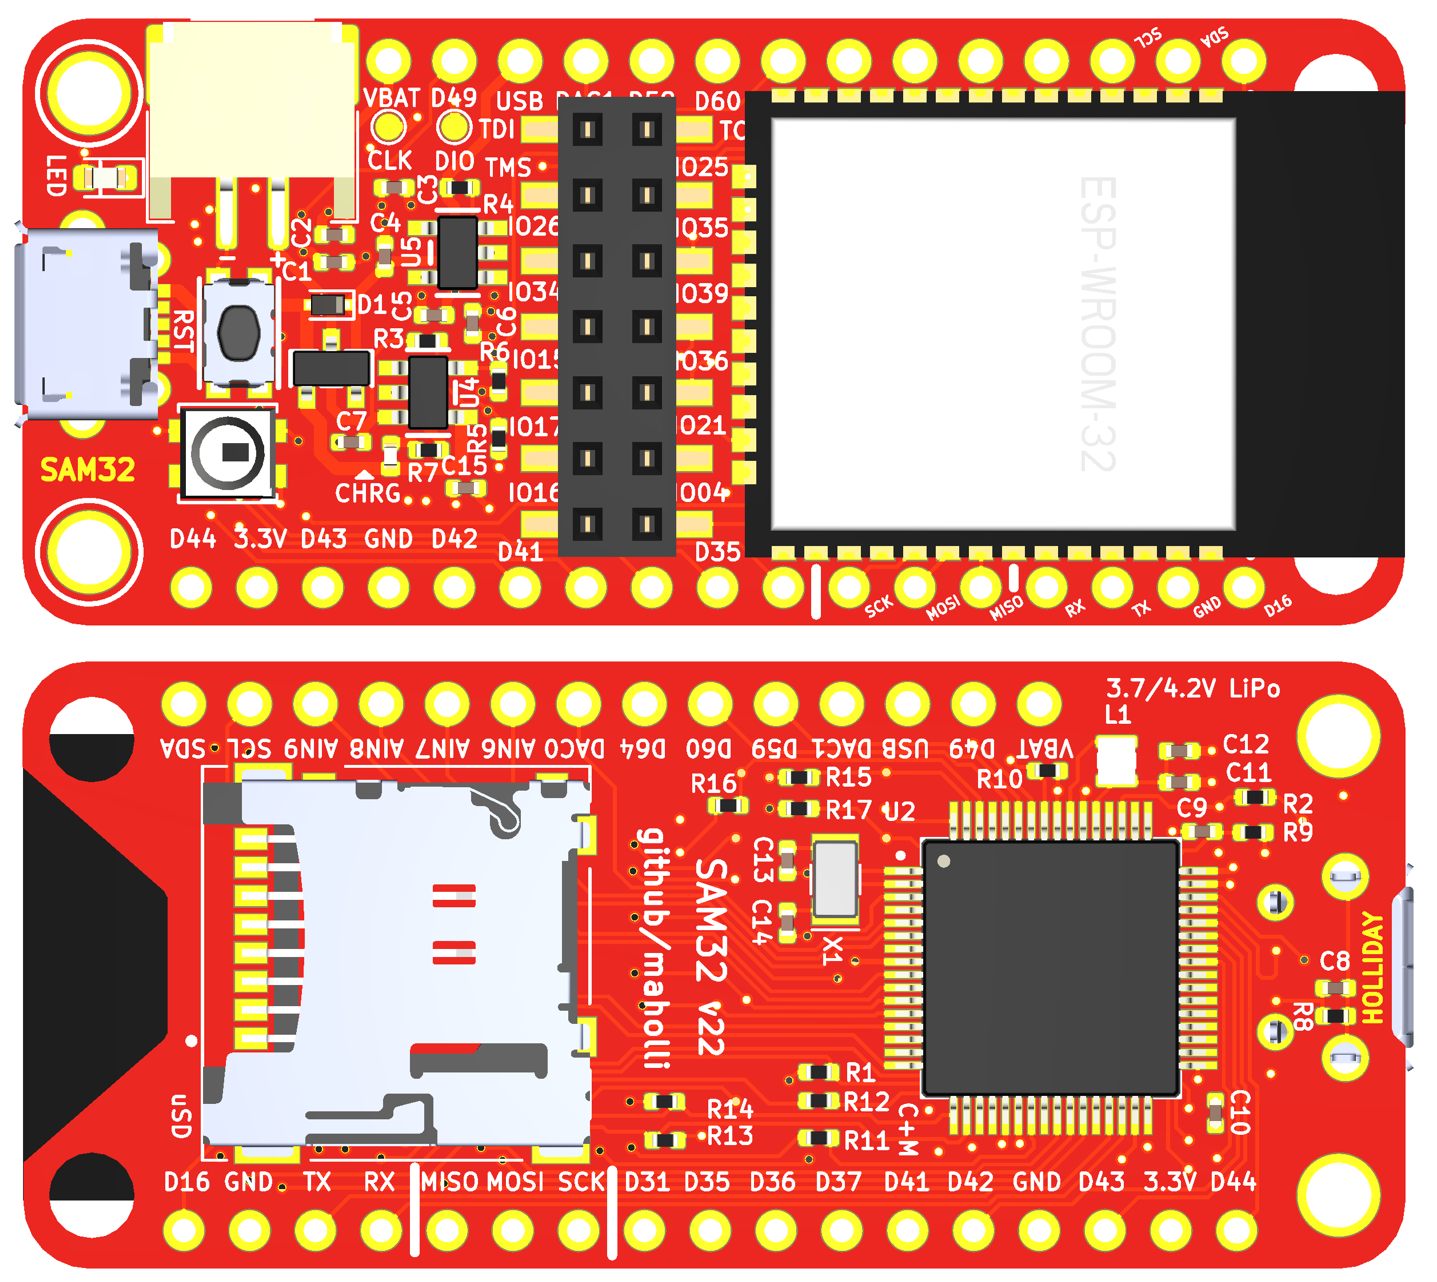 SCL
SDA
VBAT
D49
USB
D60
TDI
CLK
DIO
TMS
IO25
LED
C3
R4
C4
C2
U5
IO26
IO35
-
+
C1
IO34
IO39
D1
C5
C6
RST
R3
R6
IO15
IO36
U4
C7
IO17
IO21
R5
SAM32
R7
C15
CHRG
IO16
IO04
D44
3.3V
D43
GND
D42
D41
D35
ESP-WROOM-32
SCK
MOSI
MISO
RX
TX
GND
D16
3.7/4.2V LiPo
L1
SDA
SCL
AIN9
AIN8
AIN7
AIN6
DAC0
D64
D60
D59
DAC1
USB
D49
VBAT
C12
R10
R15
R16
C11
R17
U2
C9
R2
R9
C13
C14
X1
github/maholli
SAM32 v22
HOLLIDAY
C8
R8
R1
R12
R11
C+M
R14
R13
C10
uSD
D16
GND
TX
RX
MISO
MOSI
SCK
D31
D35
D36
D37
D41
D42
GND
D43
3.3V
D44